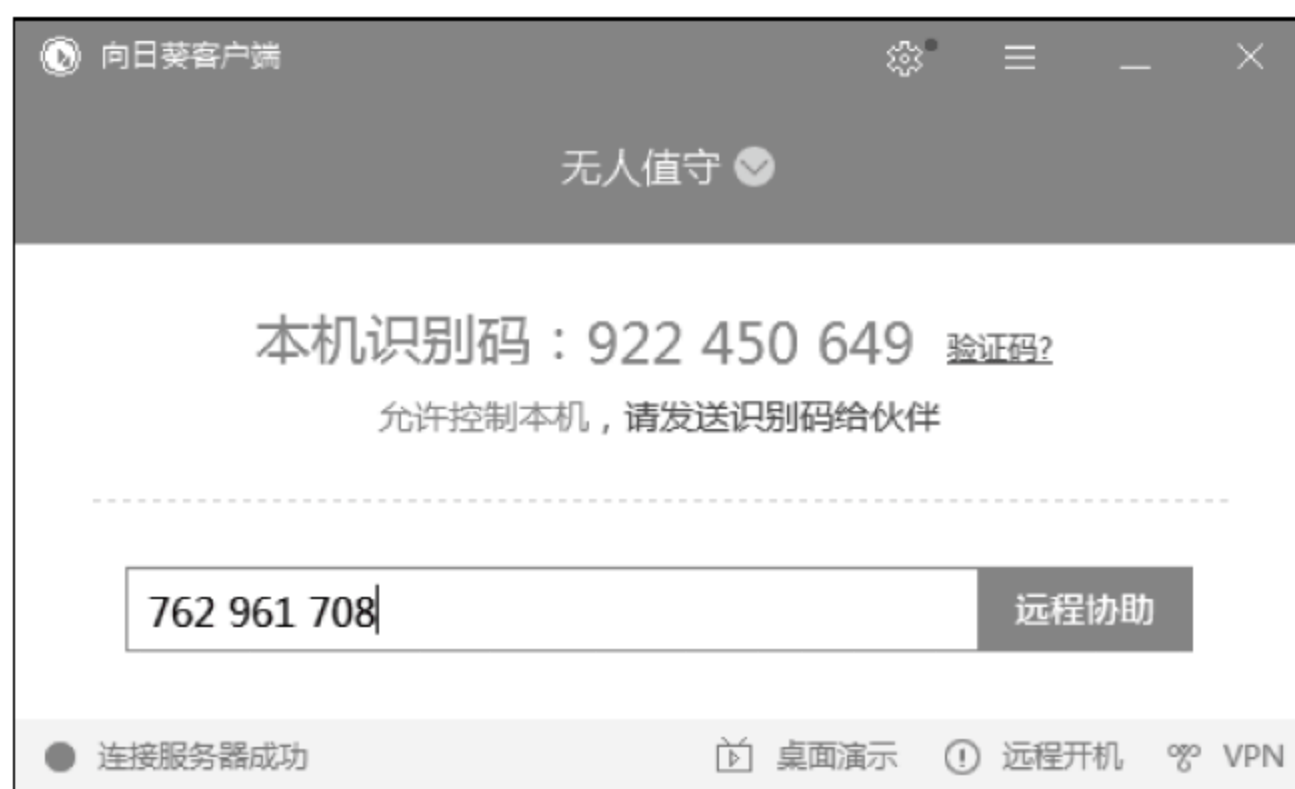 向日葵客户端
无人值守
本机识别码：922 450 649 验证码?
允许控制本机，请发送识别码给伙伴
762 961 708 远程协助
连接服务器成功 桌面演示 远程开机 VPN